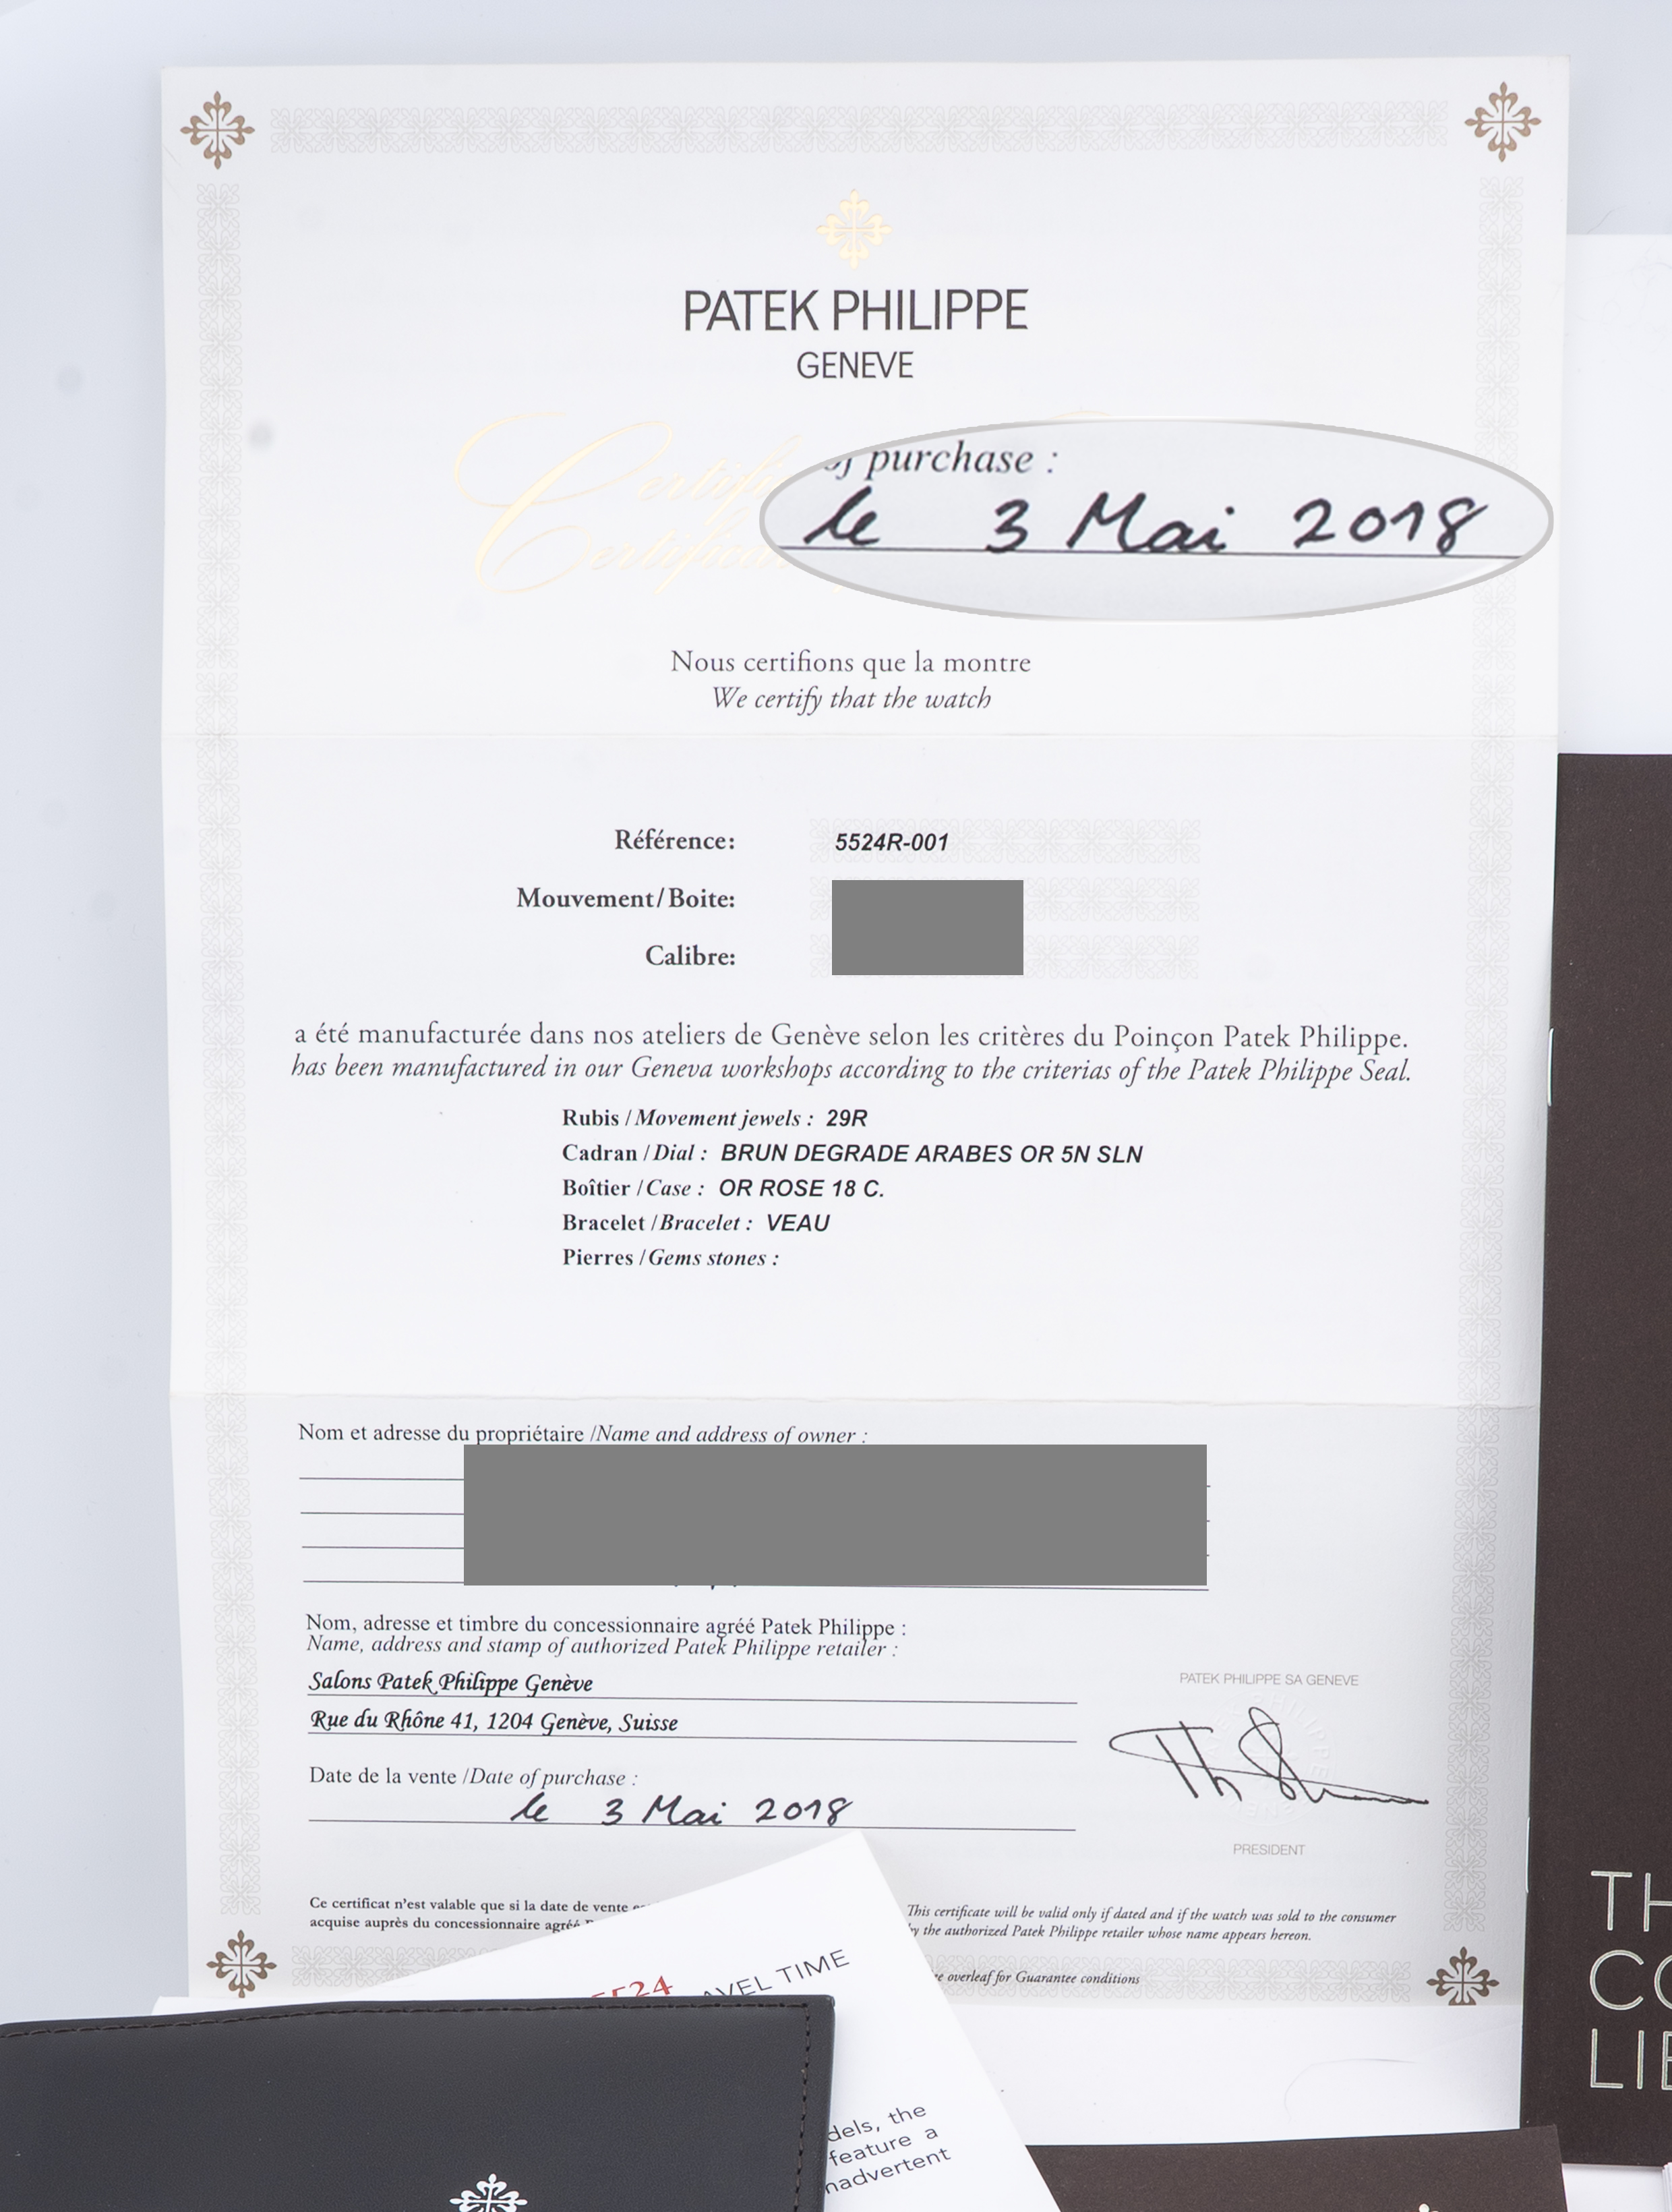 PATEK PHILIPPE
GENEVE
purchase :
le 3 Mai 2018
Nous certifions que la montre
We certify that the watch
Référence: 5524R-001
Mouvement/Boite:
Calibre:
a été manufacturée dans nos ateliers de Genève selon les critères du Poinçon Patek Philippe.
has been manufactured in our Geneva workshops according to the criterias of the Patek Philippe Seal.
Rubis / Movement jewels : 29R
Cadran / Dial : BRUN DEGRADE ARABES OR 5N SLN
Boîtier / Case : OR ROSE 18 C.
Bracelet / Bracelet : VEAU
Pierres / Gems stones :
Nom et adresse du propriétaire /Name and address of owner :
Nom, adresse et timbre du concessionnaire agréé Patek Philippe :
Name, address and stamp of authorized Patek Philippe retailer :
Salons Patek Philippe Genève
Rue du Rhône 41, 1204 Genève, Suisse
PATEK PHILIPPE SA GENEVE
Date de la vente /Date of purchase :
le 3 Mai 2018
PRESIDENT
Ce certificat n'est valable que si la date de vente
acquise auprès du concessionnaire agréé
This certificate will be valid only if dated and if the watch was sold to the consumer
the authorized Patek Philippe retailer whose name appears hereon.
overleaf for Guarantee conditions
5524
AVEL TIME
dels, the
feature a
nadvertent
TH
CO
LIB